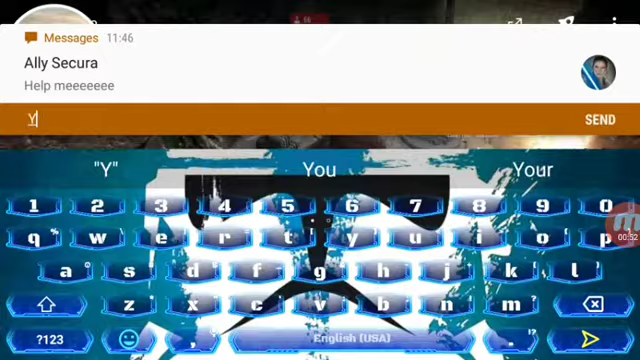 Messages 11:46
Ally Secura
Help meeeeeee
Y
SEND
"Y" You Your
1 2 3 4 5 6 7 8 9 0
q w e r t y u i o p
a s d f g h j k l
z x c v b n m
?123 , English (USA) .
00:52